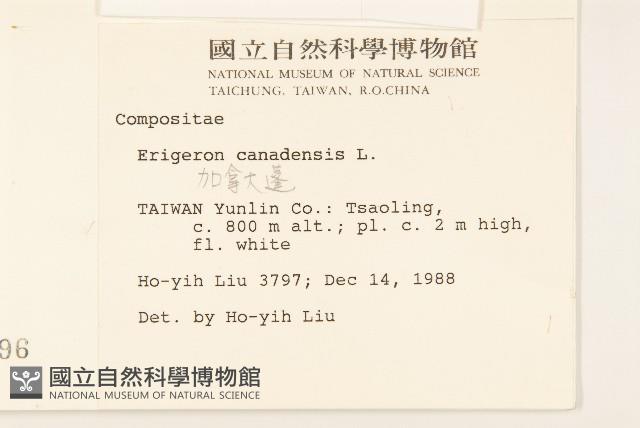 國立自然科學博物館
NATIONAL MUSEUM OF NATURAL SCIENCE
TAICHUNG, TAIWAN, R.O.CHINA
Compositae
Erigeron canadensis L.
加拿大蓬
TAIWAN Yunlin Co.: Tsaoling,
c. 800 m alt.; pl. c. 2 m high,
fl. white
Ho-yih Liu 3797; Dec 14, 1988
Det. by Ho-yih Liu
96
國立自然科學博物館
NATIONAL MUSEUM OF NATURAL SCIENCE